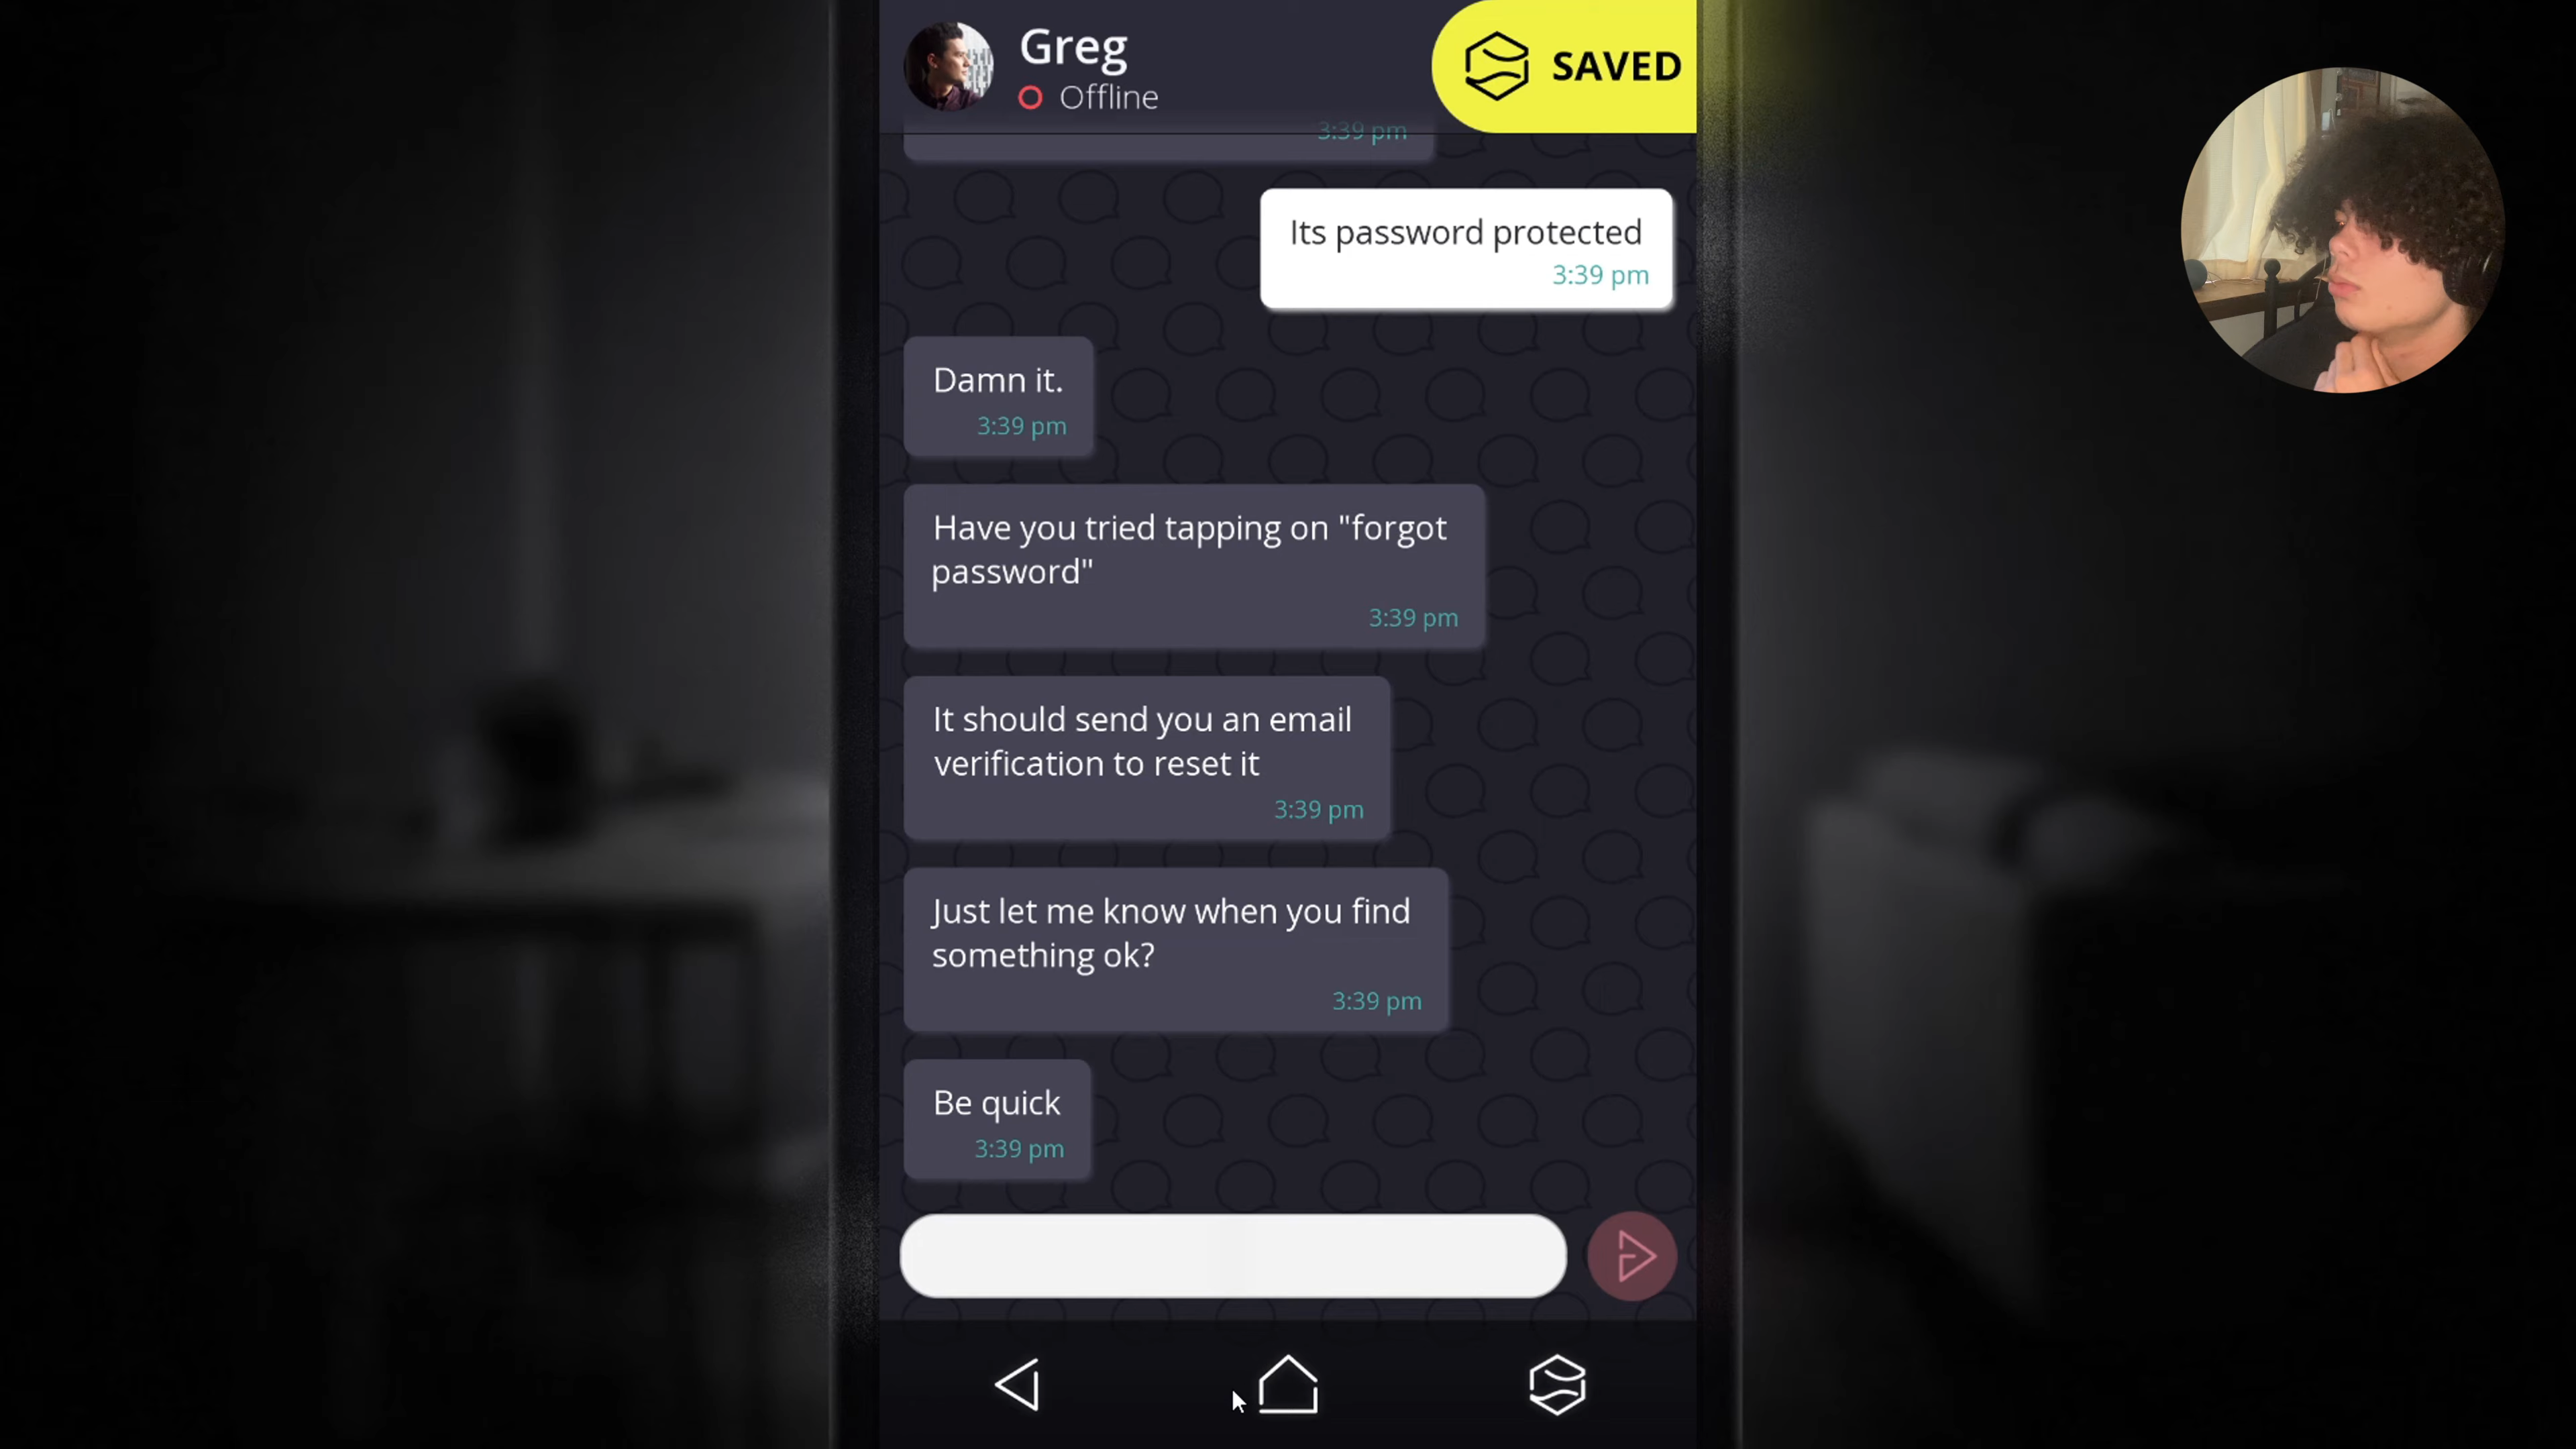 Greg
Offline
SAVED
3:39 pm
Its password protected
3:39 pm
Damn it.
3:39 pm
Have you tried tapping on "forgot
password"
3:39 pm
It should send you an email
verification to reset it
3:39 pm
Just let me know when you find
something ok?
3:39 pm
Be quick
3:39 pm